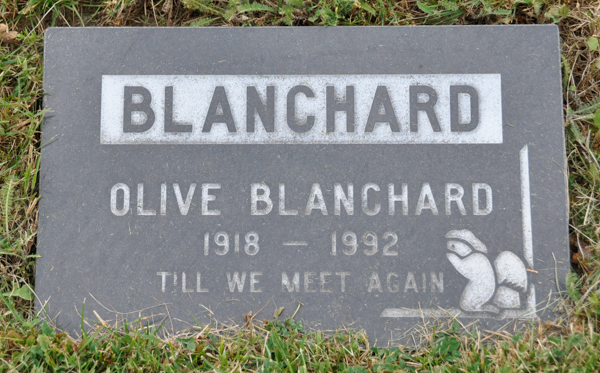 BLANCHARD
OLIVE BLANCHARD
1918 — 1992
TILL WE MEET AGAIN